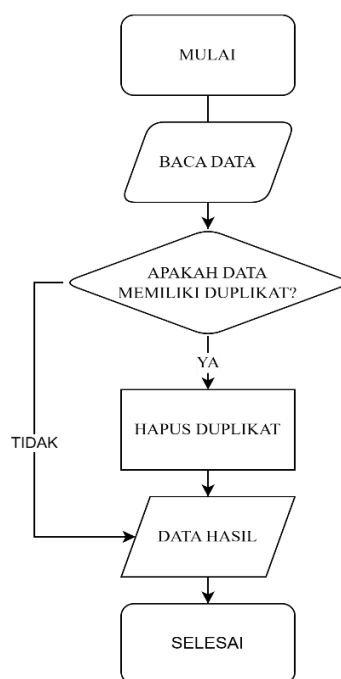 MULAI
BACA DATA
APAKAH DATA
MEMILIKI DUPLIKAT?
YA
HAPUS DUPLIKAT
TIDAK
DATA HASIL
SELESAI